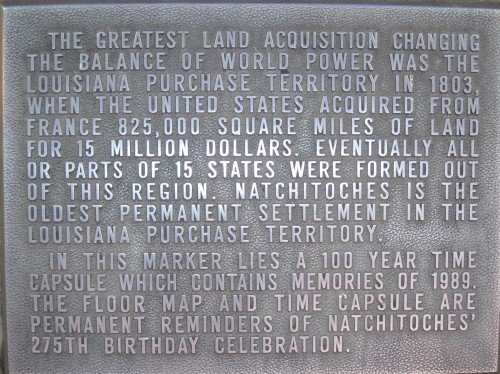 THE GREATEST LAND ACQUISITION CHANGING
THE BALANCE OF WORLD POWER WAS THE
LOUISIANA PURCHASE TERRITORY IN 1803,
WHEN THE UNITED STATES ACQUIRED FROM
FRANCE 825,000 SQUARE MILES OF LAND
FOR 15 MILLION DOLLARS. EVENTUALLY ALL
OR PARTS OF 15 STATES WERE FORMED OUT
OF THIS REGION. NATCHITOCHES IS THE
OLDEST PERMANENT SETTLEMENT IN THE
LOUISIANA PURCHASE TERRITORY.
IN THIS MARKER LIES A 100 YEAR TIME
CAPSULE WHICH CONTAINS MEMORIES OF 1989.
THE FLOOR MAP AND TIME CAPSULE ARE
PERMANENT REMINDERS OF NATCHITOCHES'
275TH BIRTHDAY CELEBRATION.